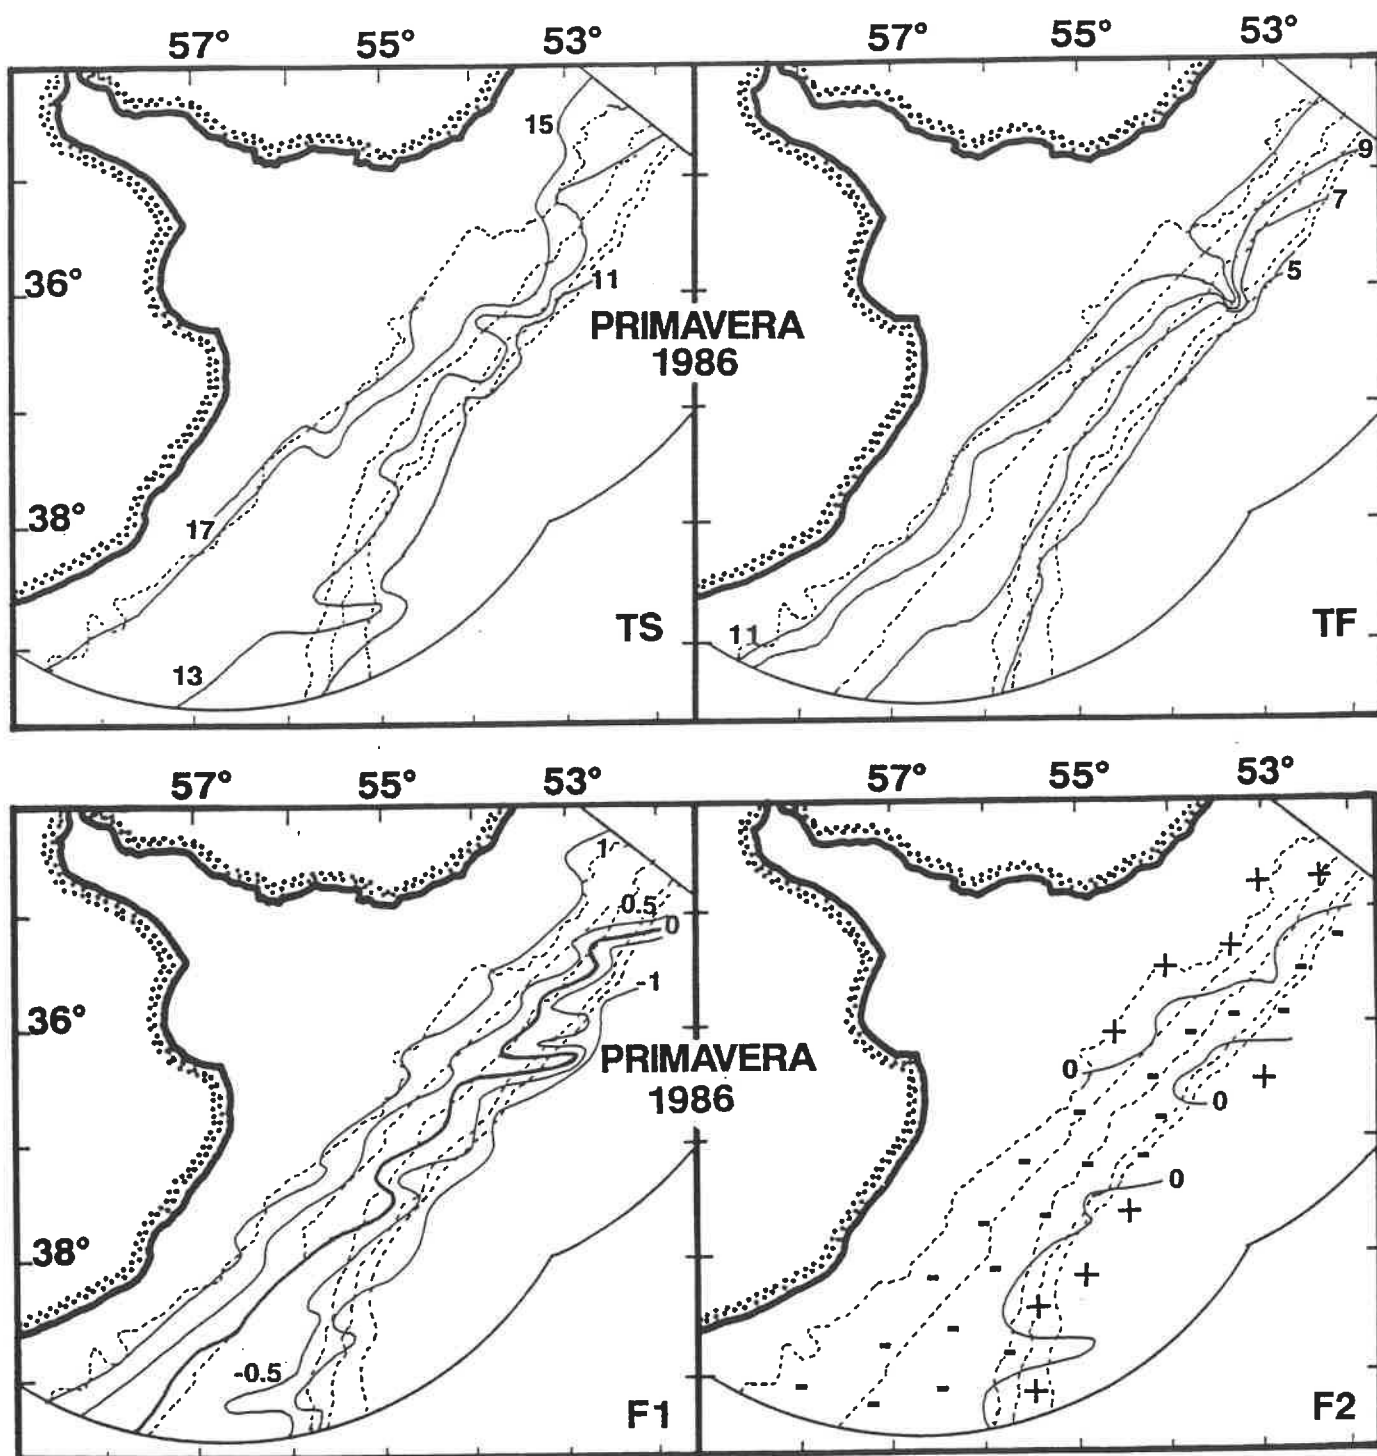 57° 55° 53° 57° 55° 53°
15
9
7
36° 11 5
PRIMAVERA
1986
38° 17
TS 11 TF
13
57° 55° 53° 57° 55° 53°
1
0.5
0
-1
36°
PRIMAVERA 0
1986 0
+ + + + + +
- - - - - - - - - - - - - - - - - - - -
0
38°
+ + + + +
-0.5
F1 F2